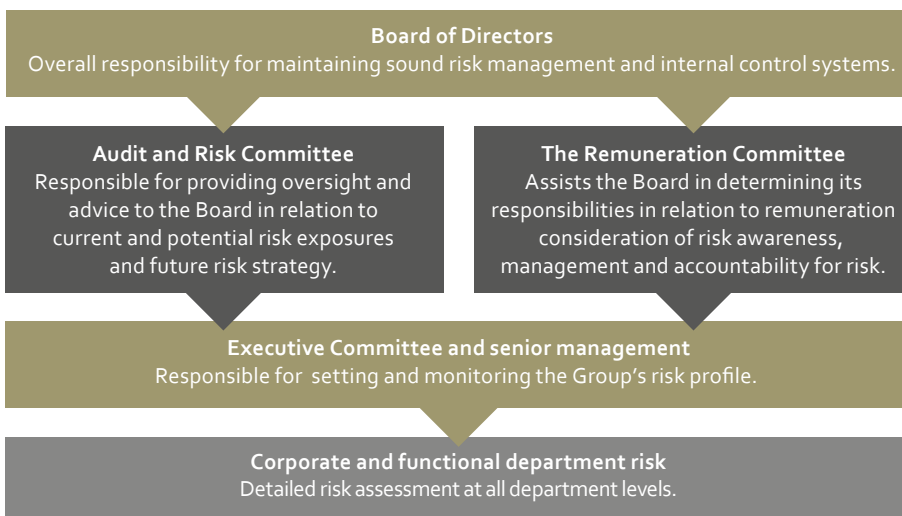 Board of Directors
Overall responsibility for maintaining sound risk management and internal control systems.
Audit and Risk Committee
Responsible for providing oversight and
advice to the Board in relation to
current and potential risk exposures
and future risk strategy.
The Remuneration Committee
Assists the Board in determining its
responsibilities in relation to remuneration
consideration of risk awareness,
management and accountability for risk.
Executive Committee and senior management
Responsible for setting and monitoring the Group’s risk profile.
Corporate and functional department risk
Detailed risk assessment at all department levels.